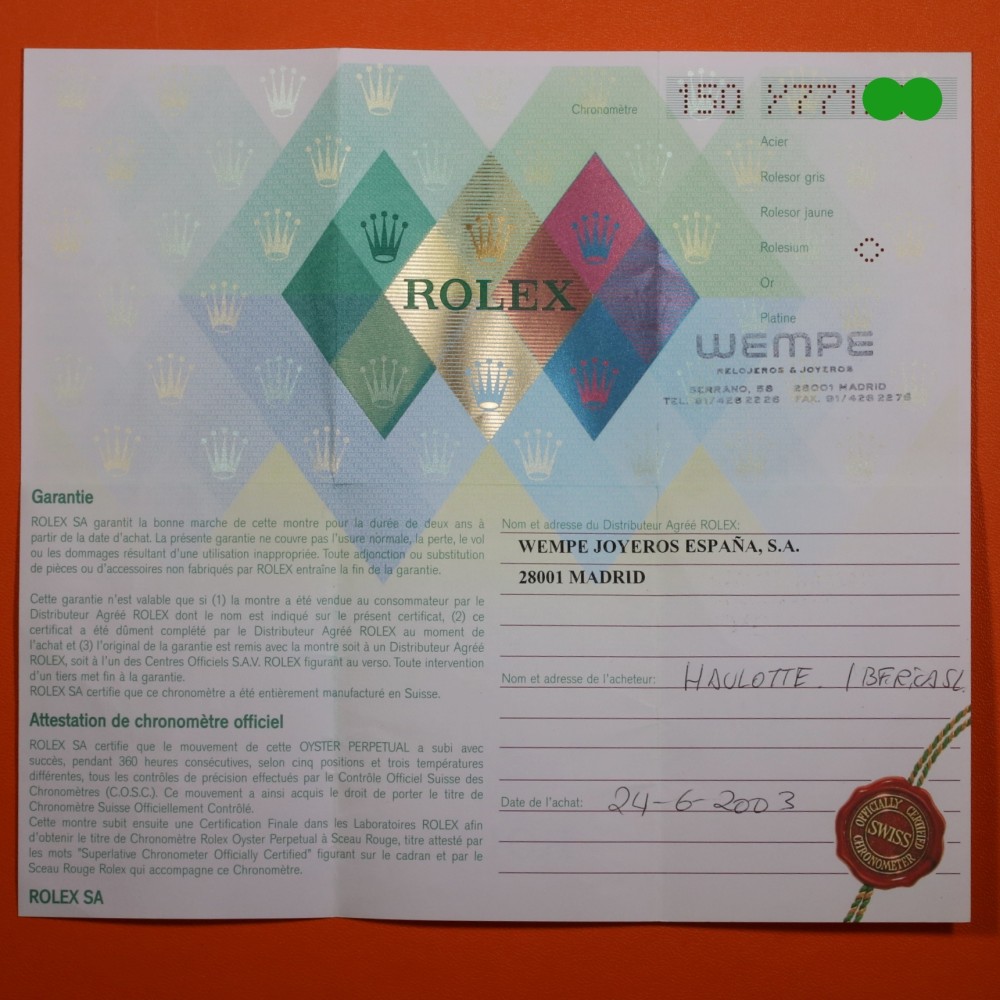 Chronomètre 150 Y771
Acier
Rolesor gris
Rolesor jaune
Rolesium
Or
Platine
ROLEX
WEMPE
RELOJEROS & JOYEROS
SERRANO, 58 28001 MADRID
TEL. 91/426 2226 FAX. 91/426 2276
Garantie
ROLEX SA garantit la bonne marche de cette montre pour la durée de deux ans à
partir de la date d'achat. La présente garantie ne couvre pas l'usure normale, la perte, le vol
ou les dommages résultant d'une utilisation inappropriée. Toute adjonction ou substitution
de pièces ou d'accessoires non fabriqués par ROLEX entraîne la fin de la garantie.
Cette garantie n'est valable que si (1) la montre a été vendue au consommateur par le
Distributeur Agréé ROLEX dont le nom est indiqué sur le présent certificat, (2) ce
certificat a été dûment complété par le Distributeur Agréé ROLEX au moment de
l'achat et (3) l'original de la garantie est remis avec la montre soit à un Distributeur Agréé
ROLEX, soit à l'un des Centres Officiels S.A.V. ROLEX figurant au verso. Toute intervention
d'un tiers met fin à la garantie.
ROLEX SA certifie que ce chronomètre a été entièrement manufacturé en Suisse.
Attestation de chronomètre officiel
ROLEX SA certifie que le mouvement de cette OYSTER PERPETUAL a subi avec
succès, pendant 360 heures consécutives, selon cinq positions et trois températures
différentes, tous les contrôles de précision effectués par le Contrôle Officiel Suisse des
Chronomètres (C.O.S.C.). Ce mouvement a ainsi acquis le droit de porter le titre de
Chronomètre Suisse Officiellement Contrôlé.
Cette montre subit ensuite une Certification Finale dans les Laboratoires ROLEX afin
d'obtenir le titre de Chronomètre Rolex Oyster Perpetual à Sceau Rouge, titre attesté par
les mots "Superlative Chronometer Officially Certified" figurant sur le cadran et par le
Sceau Rouge Rolex qui accompagne ce Chronomètre.
ROLEX SA
Nom et adresse du Distributeur Agréé ROLEX:
WEMPE JOYEROS ESPAÑA, S.A.
28001 MADRID
Nom et adresse de l'acheteur: HAULOTTE IBERICA SL.
Date de l'achat: 24-6-2003
OFFICIALLY CERTIFIED
SWISS
CHRONOMETER